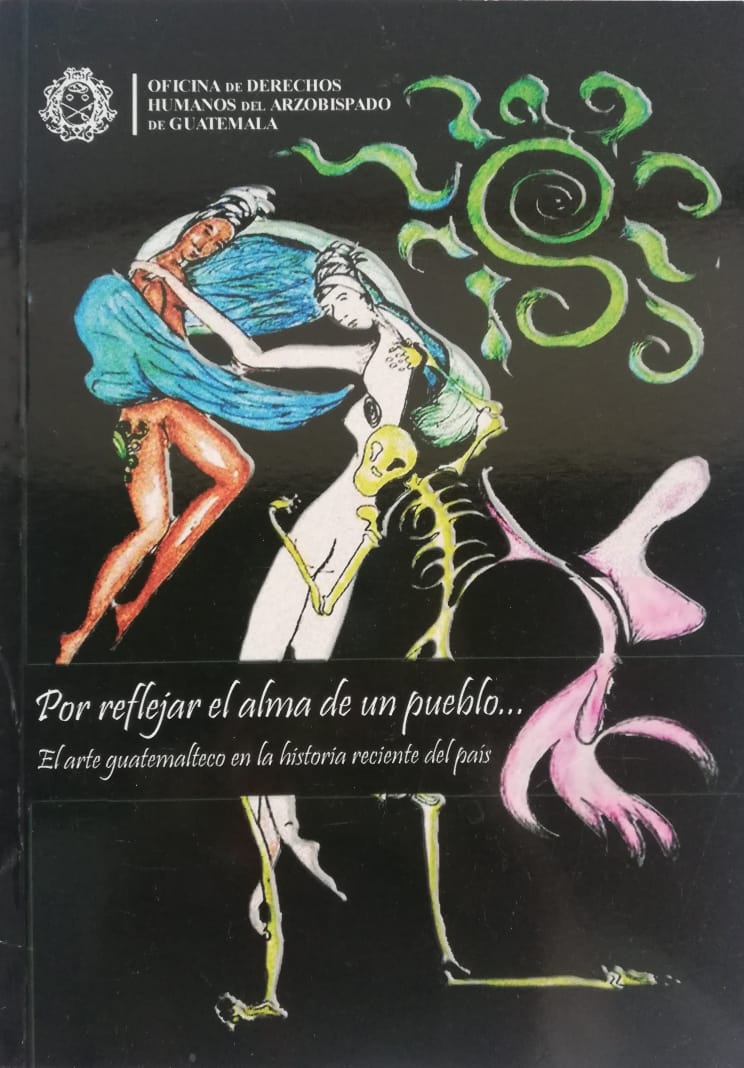 OFICINA DE DERECHOS
HUMANOS DEL ARZOBISPADO
DE GUATEMALA
Por reflejar el alma de un pueblo...
El arte guatemalteco en la historia reciente del país